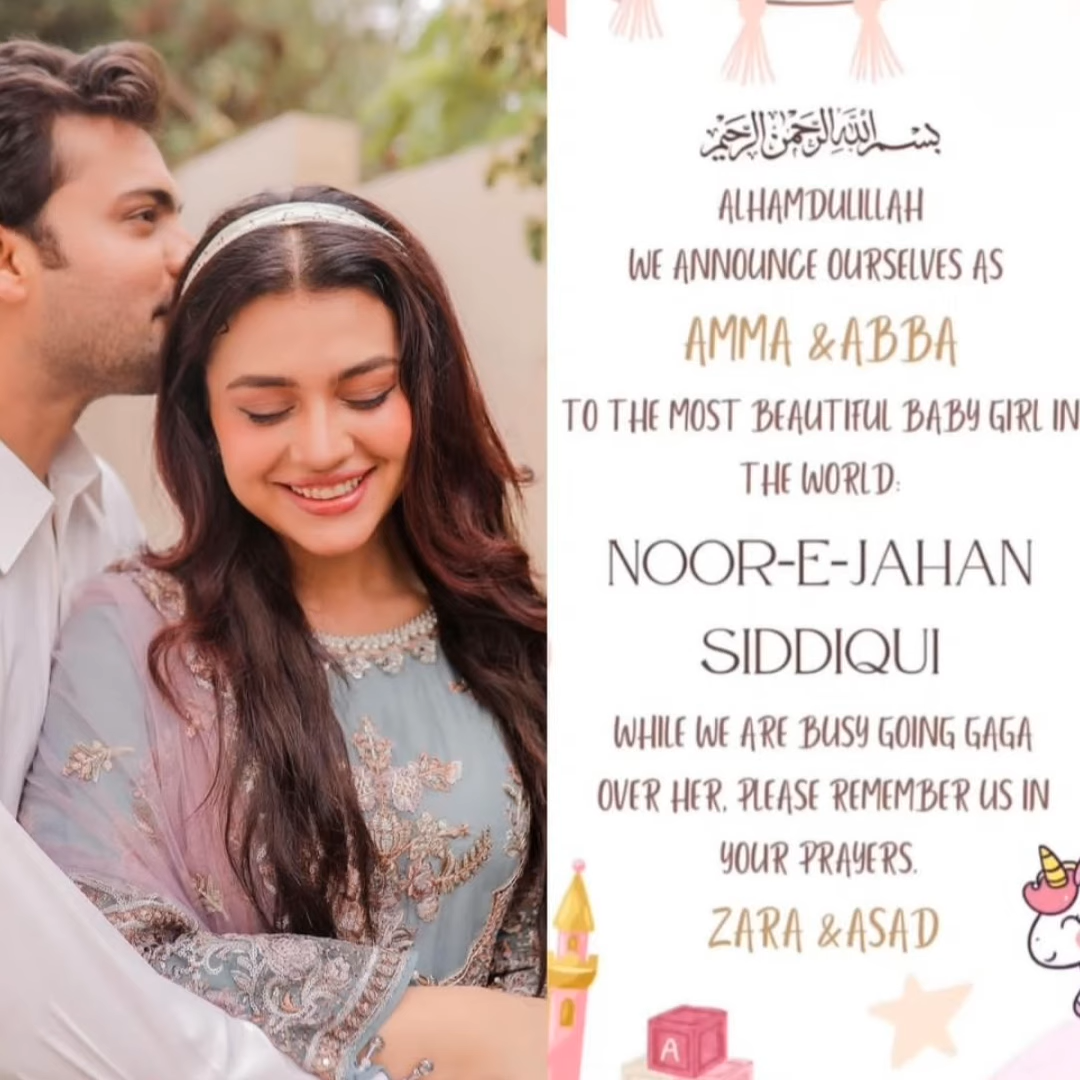 بسم الله الرحمن الرحيم
ALHAMDULILLAH
WE ANNOUNCE OURSELVES AS
AMMA & ABBA
TO THE MOST BEAUTIFUL BABY GIRL IN
THE WORLD:
NOOR-E-JAHAN
SIDDIQUI
WHILE WE ARE BUSY GOING GAGA
OVER HER, PLEASE REMEMBER US IN
YOUR PRAYERS.
ZARA & ASAD
A